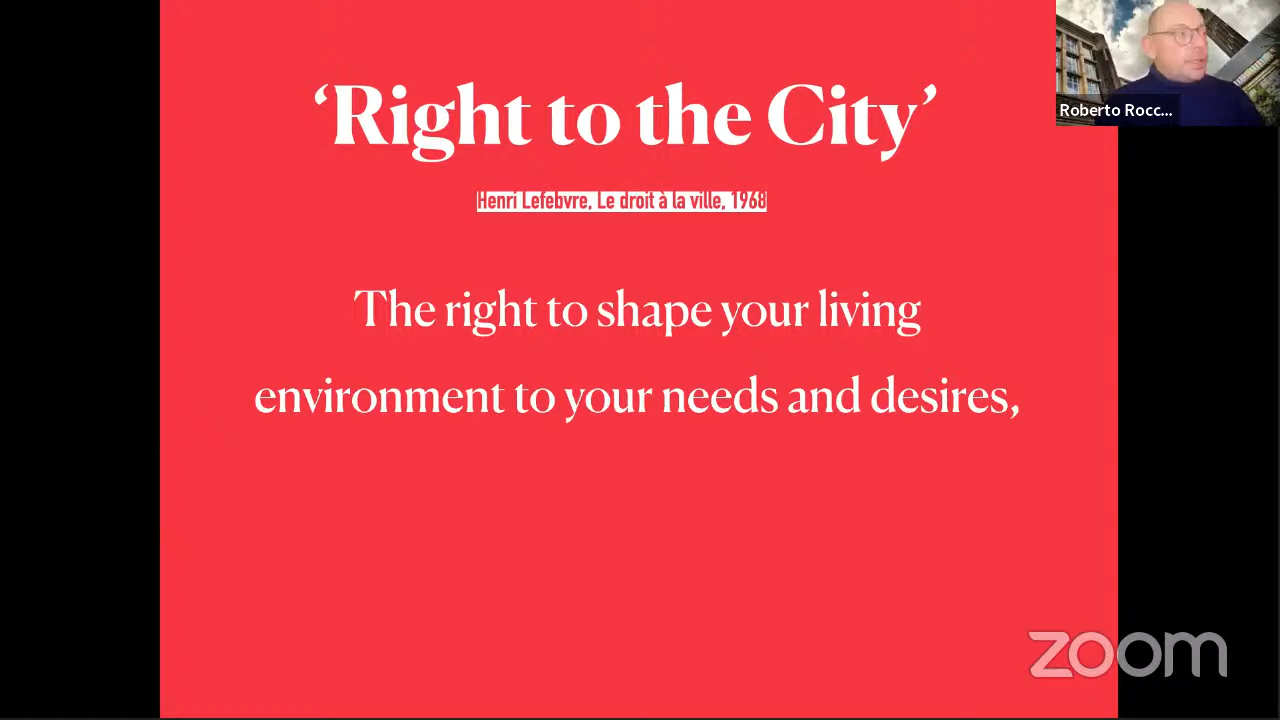 ‘Right to the City’
Henri Lefebvre, Le droit à la ville, 1968
The right to shape your living
environment to your needs and desires,
Roberto Rocc...
zoom